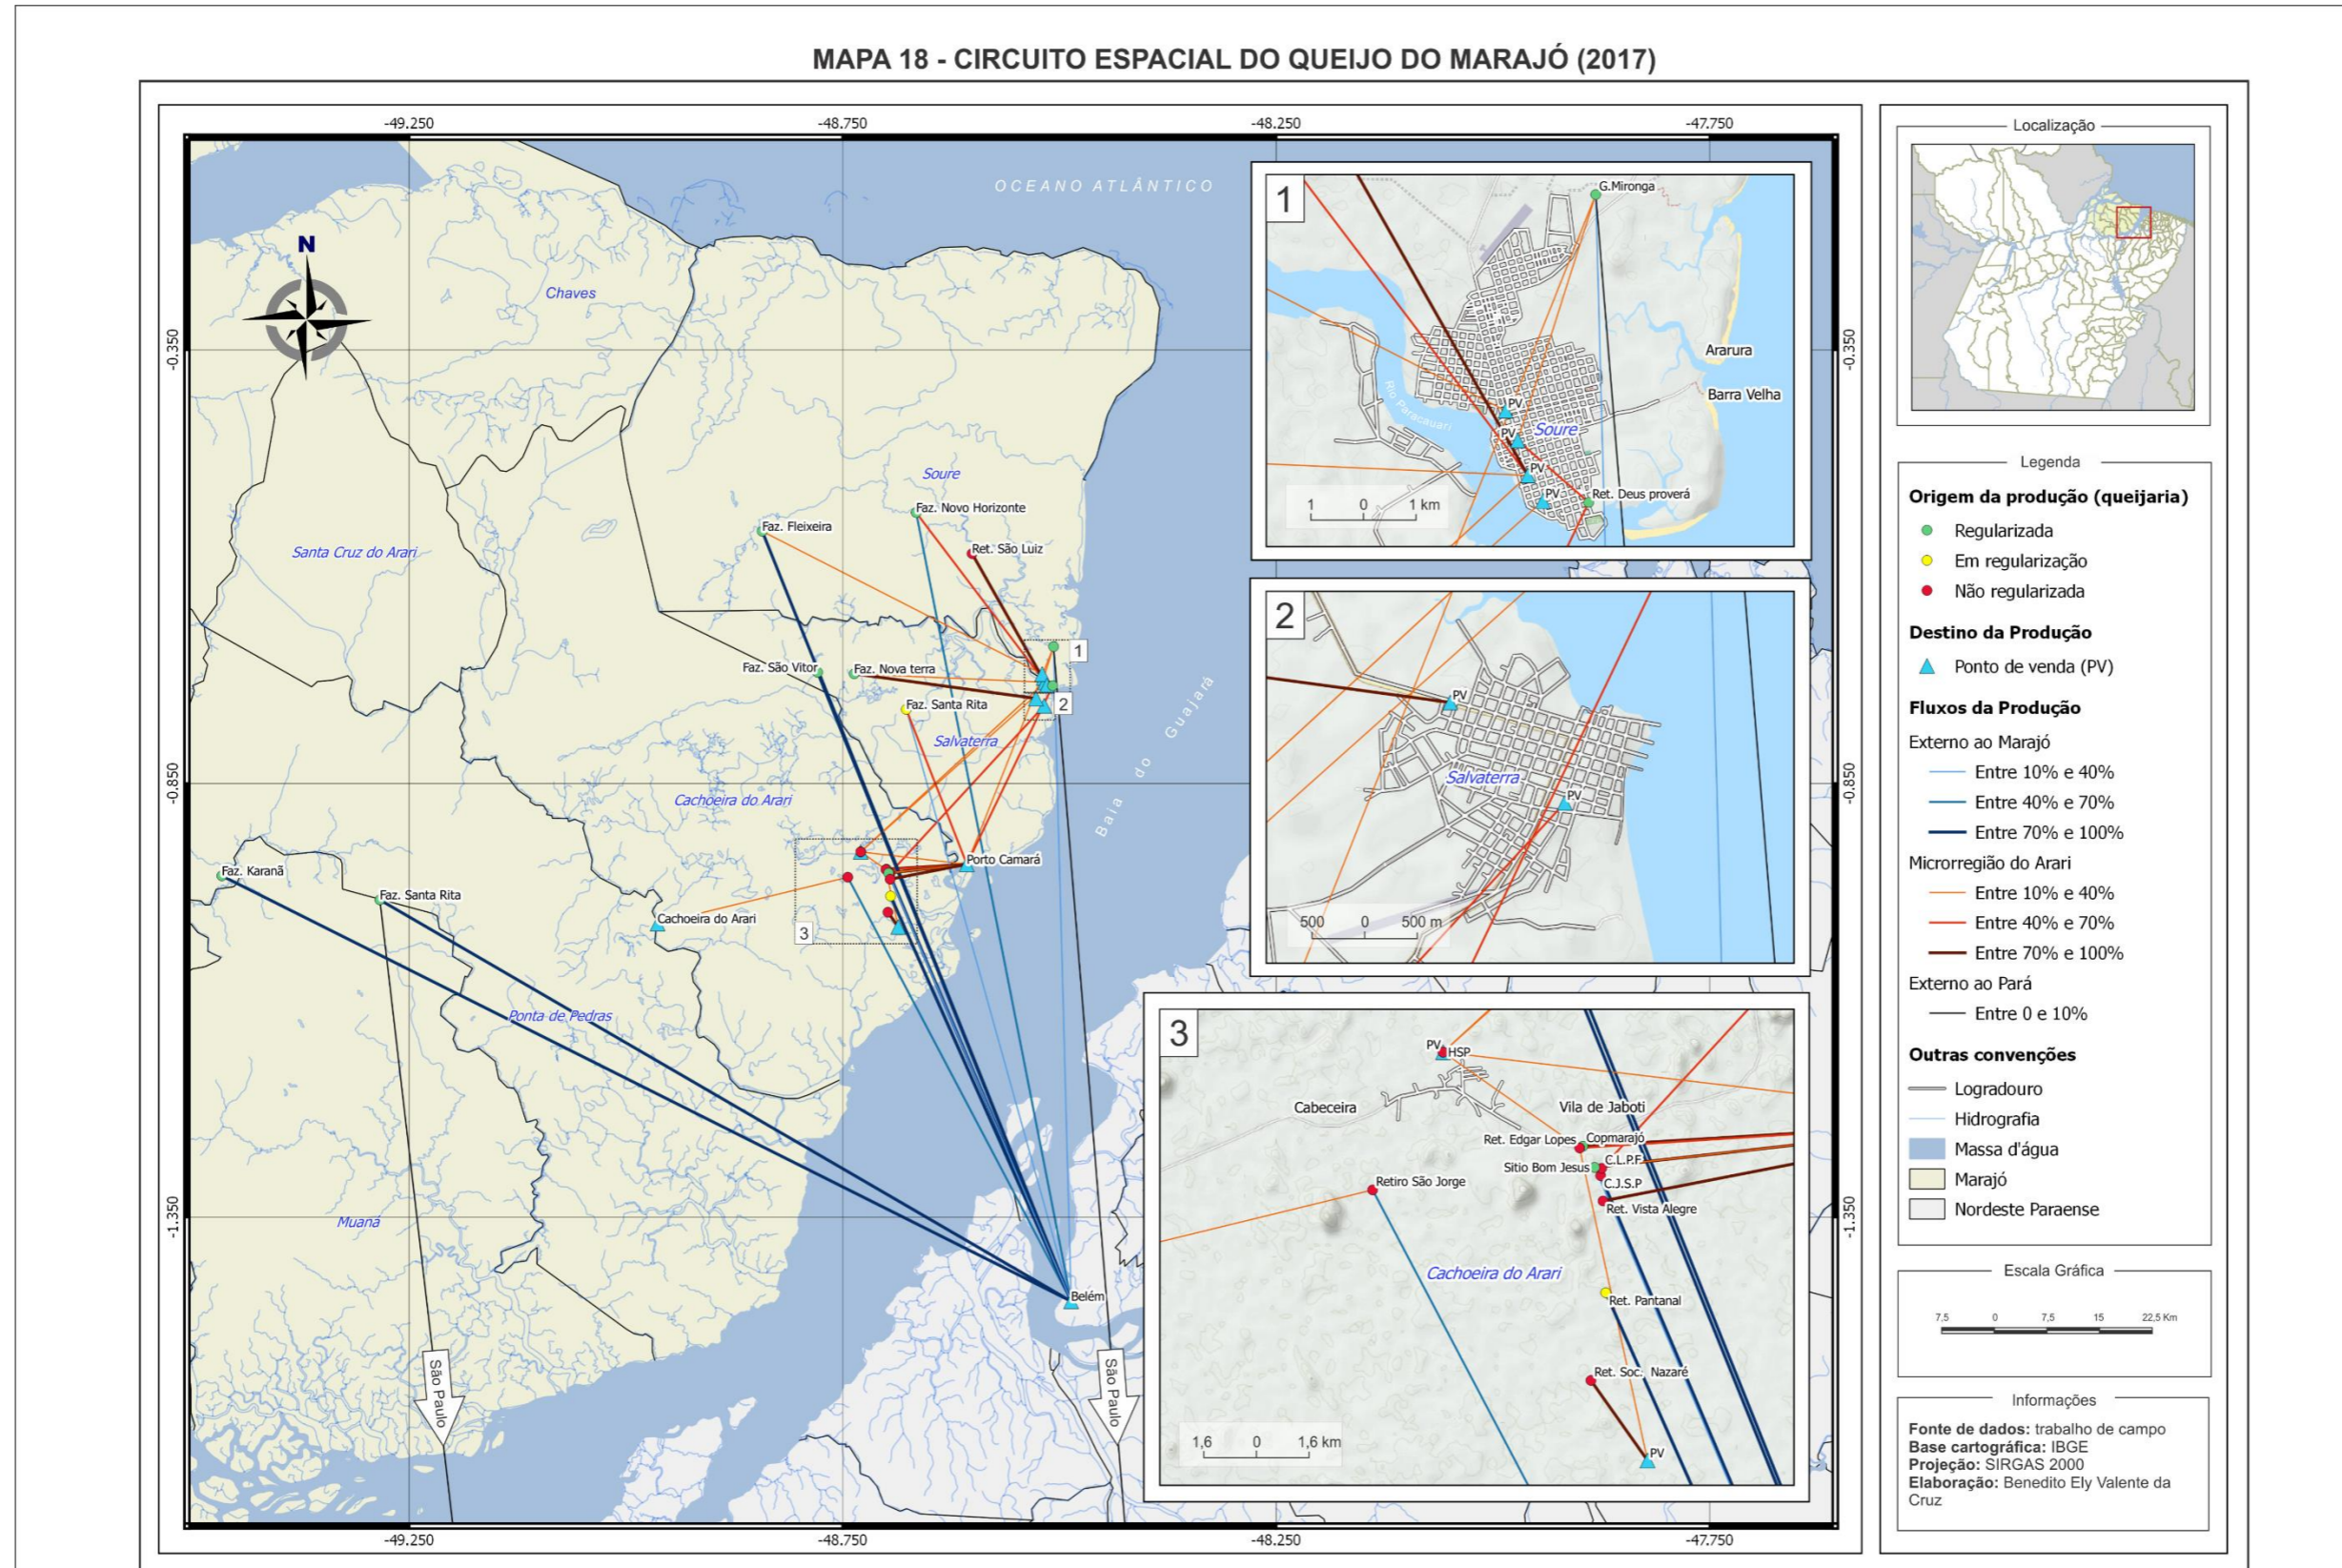 MAPA 18 - CIRCUITO ESPACIAL DO QUEIJO DO MARAJÓ (2017)
-49.250
-48.750
-48.250
-47.750
OCEANO ATLÂNTICO
N
Chaves
-0.350
-0.350
Santa Cruz do Arari
Soure
Faz. Novo Horizonte
Faz. Fleixeira
Ret. São Luiz
1
Faz. São Vitor
Faz. Nova terra
2
Faz. Santa Rita
Salvaterra
Baia do Guajará
-0.850
-0.850
Cachoeira do Arari
Porto Camará
Faz. Karanã
Faz. Santa Rita
Cachoeira do Arari
3
Ponta de Pedras
-1.350
-1.350
Muaná
Belém
São Paulo
São Paulo
-49.250
-48.750
-48.250
-47.750
1
G.Mironga
Ararura
Barra Velha
Rio Paracauari
PV
PV
Soure
PV
PV
Ret. Deus proverá
1 0 1 km
2
PV
Salvaterra
PV
500 0 500 m
3
PV
HSP
Cabeceira
Vila de Jaboti
Ret. Edgar Lopes
Copmarajó
Sitio Bom Jesus
C.L.P.F
C.J.S.P
Retiro São Jorge
Ret. Vista Alegre
Cachoeira do Arari
Ret. Pantanal
Ret. Soc. Nazaré
PV
1,6 0 1,6 km
Localização
Legenda
Origem da produção (queijaria)
Regularizada
Em regularização
Não regularizada
Destino da Produção
Ponto de venda (PV)
Fluxos da Produção
Externo ao Marajó
Entre 10% e 40%
Entre 40% e 70%
Entre 70% e 100%
Microrregião do Arari
Entre 10% e 40%
Entre 40% e 70%
Entre 70% e 100%
Externo ao Pará
Entre 0 e 10%
Outras convenções
Logradouro
Hidrografia
Massa d'água
Marajó
Nordeste Paraense
Escala Gráfica
7,5 0 7,5 15 22,5 Km
Informações
Fonte de dados: trabalho de campo
Base cartográfica: IBGE
Projeção: SIRGAS 2000
Elaboração: Benedito Ely Valente da
Cruz